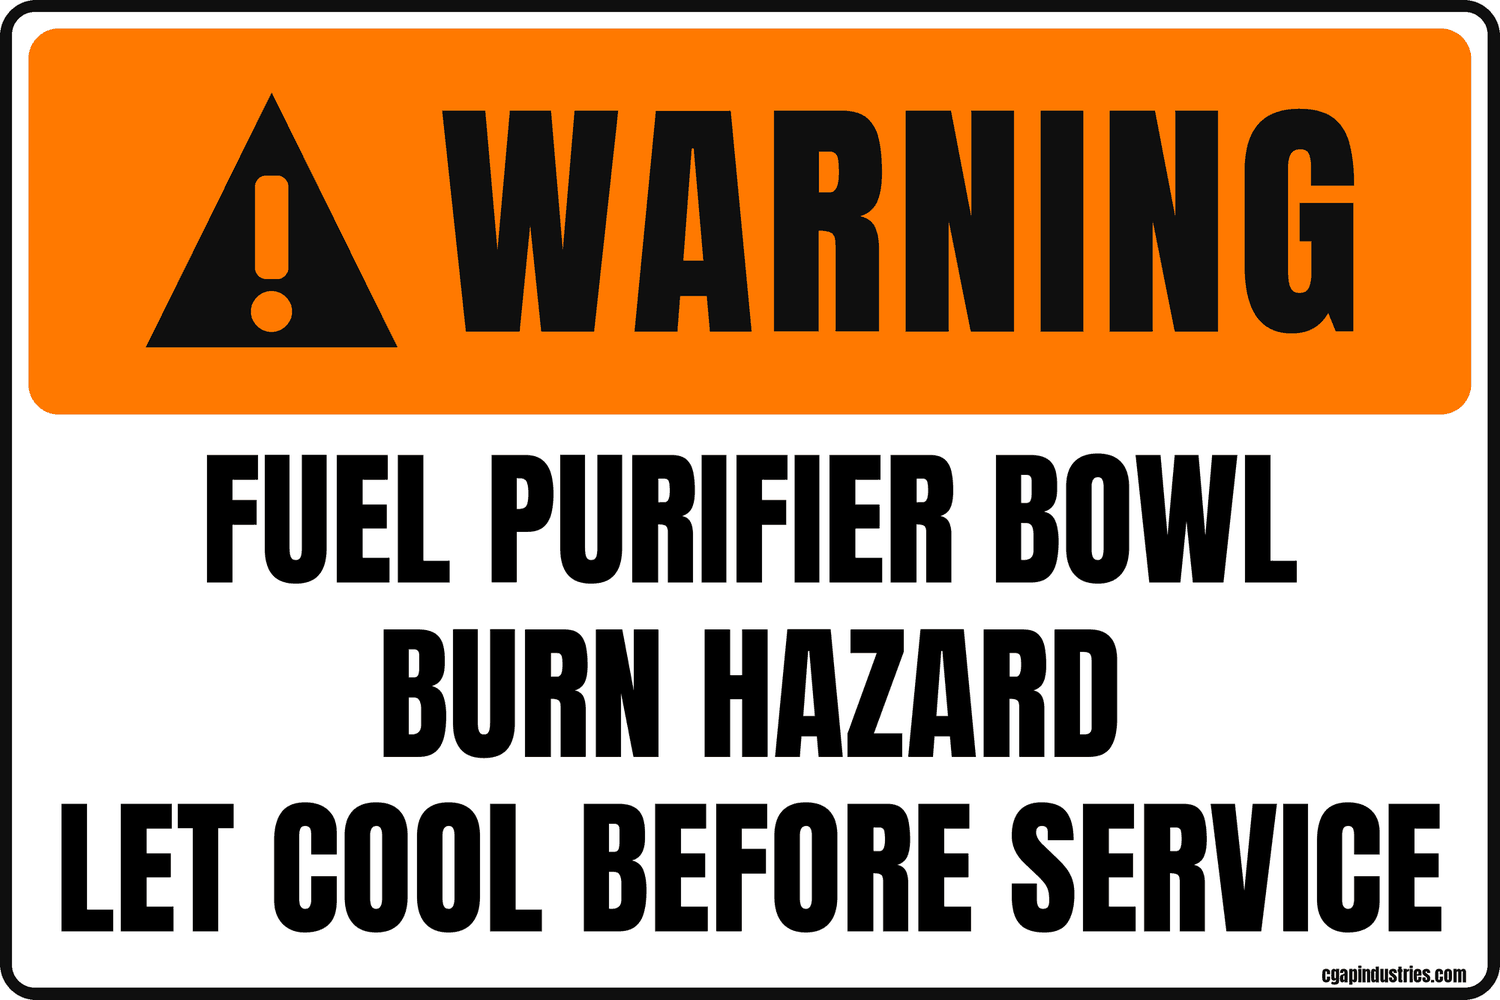 WARNING
FUEL PURIFIER BOWL
BURN HAZARD
LET COOL BEFORE SERVICE
cgapindustries.com